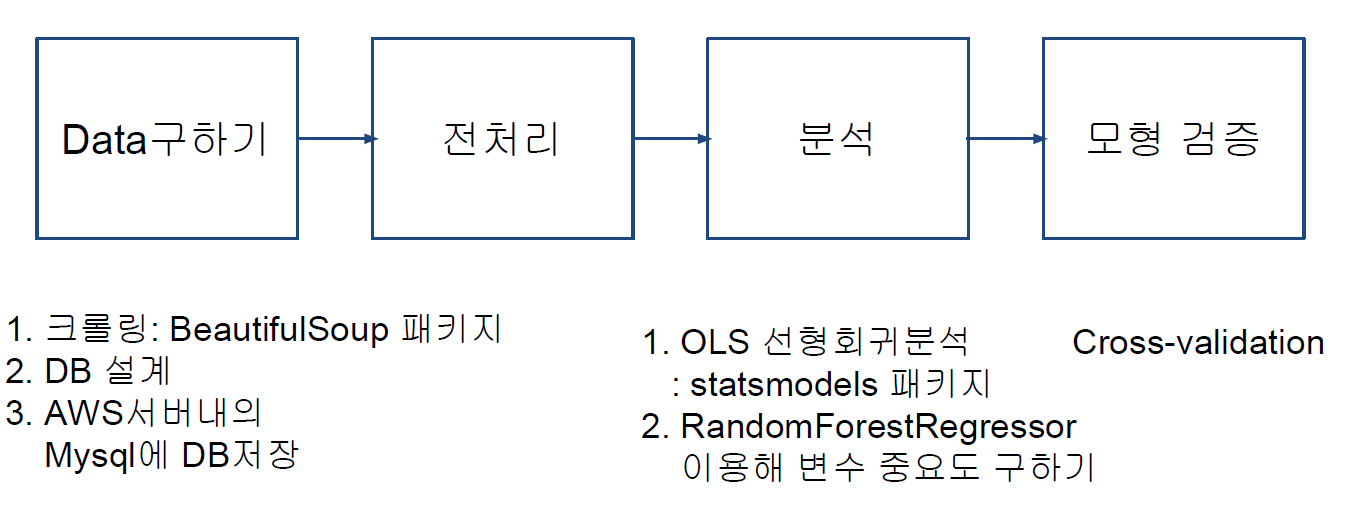 Data구하기
전처리
분석
모형 검증
1. 크롤링: BeautifulSoup 패키지
2. DB 설계
3. AWS서버내의
Mysql에 DB저장
1. OLS 선형회귀분석
: statsmodels 패키지
2. RandomForestRegressor
이용해 변수 중요도 구하기
Cross-validation